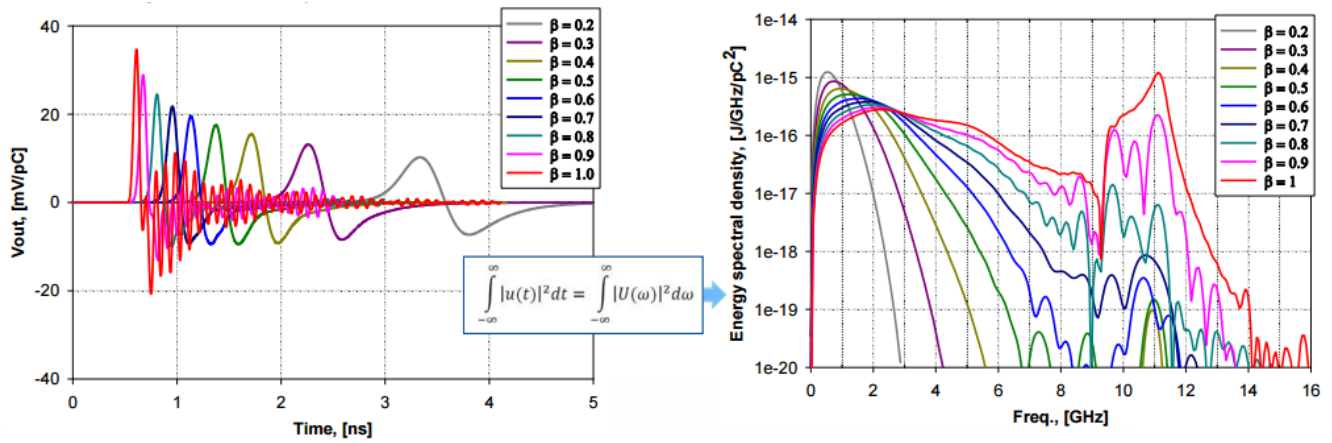 40
20
0
-20
-40
Vout, [mV/pC]
0 1 2 3 4 5
Time, [ns]
β = 0.2
β = 0.3
β = 0.4
β = 0.5
β = 0.6
β = 0.7
β = 0.8
β = 0.9
β = 1.0
∫_{-∞}^{∞} |u(t)|²dt = ∫_{-∞}^{∞} |U(ω)|²dω
1e-14
1e-15
1e-16
1e-17
1e-18
1e-19
1e-20
Energy spectral density, [J/GHz/pC^2]
0 2 4 6 8 10 12 14 16
Freq., [GHz]
β = 0.2
β = 0.3
β = 0.4
β = 0.5
β = 0.6
β = 0.7
β = 0.8
β = 0.9
β = 1